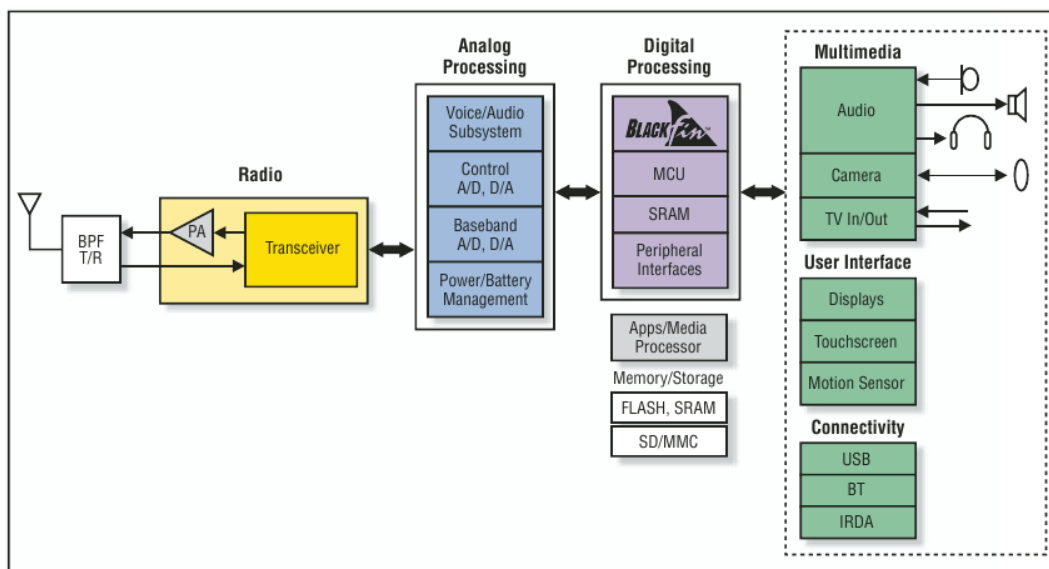 Radio
BPF
T/R
PA
Transceiver
Analog
Processing
Voice/Audio
Subsystem
Control
A/D, D/A
Baseband
A/D, D/A
Power/Battery
Management
Digital
Processing
BLACKfin™
MCU
SRAM
Peripheral
Interfaces
Apps/Media
Processor
Memory/Storage
FLASH, SRAM
SD/MMC
Multimedia
Audio
Camera
TV In/Out
User Interface
Displays
Touchscreen
Motion Sensor
Connectivity
USB
BT
IRDA